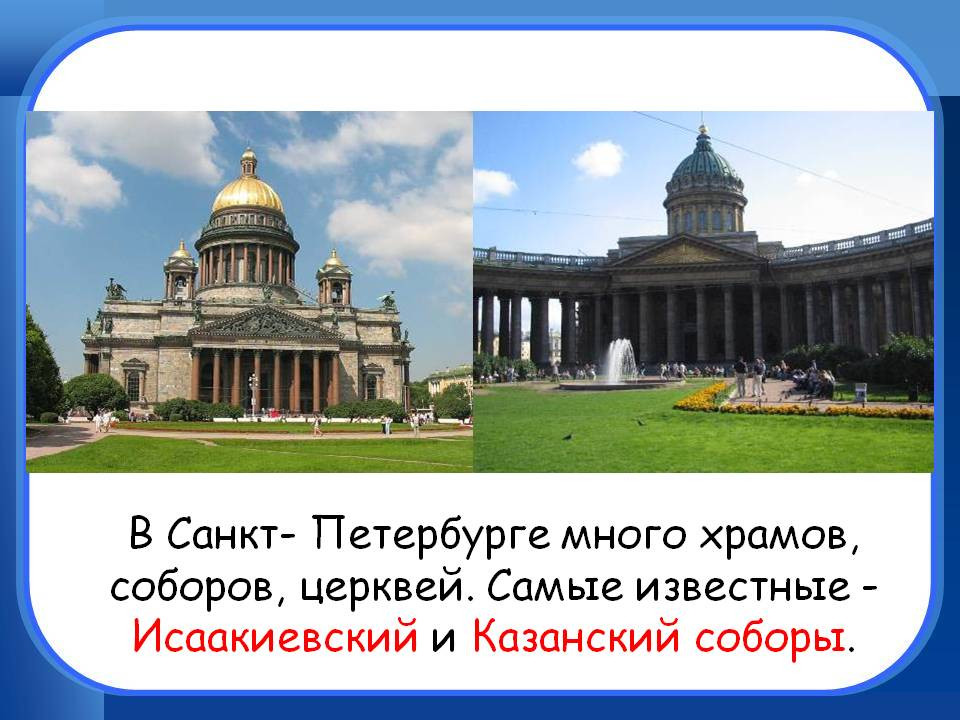 В Санкт- Петербурге много храмов,
соборов, церквей. Самые известные -
Исаакиевский и Казанский соборы.